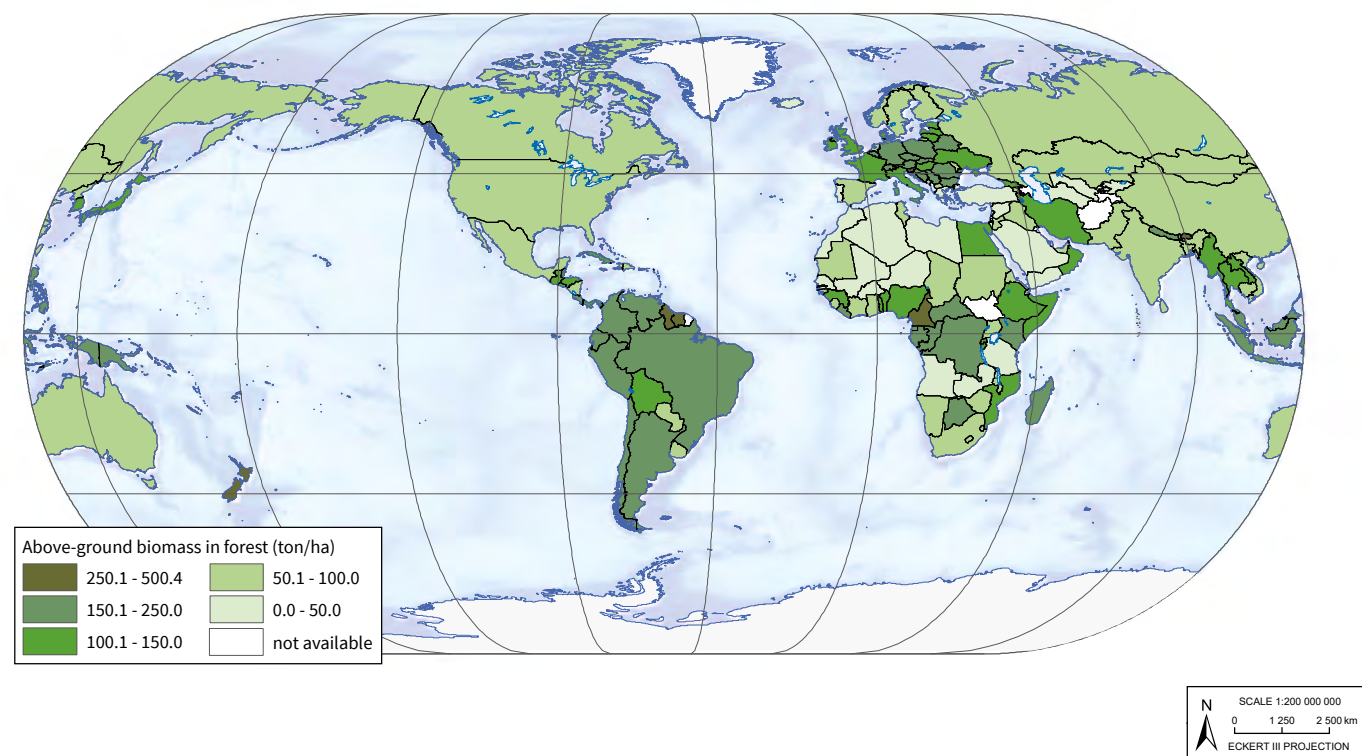 Above-ground biomass in forest (ton/ha)
250.1 - 500.4
150.1 - 250.0
100.1 - 150.0
50.1 - 100.0
0.0 - 50.0
not available
N
SCALE 1:200 000 000
0 1 250 2 500 km
ECKERT III PROJECTION